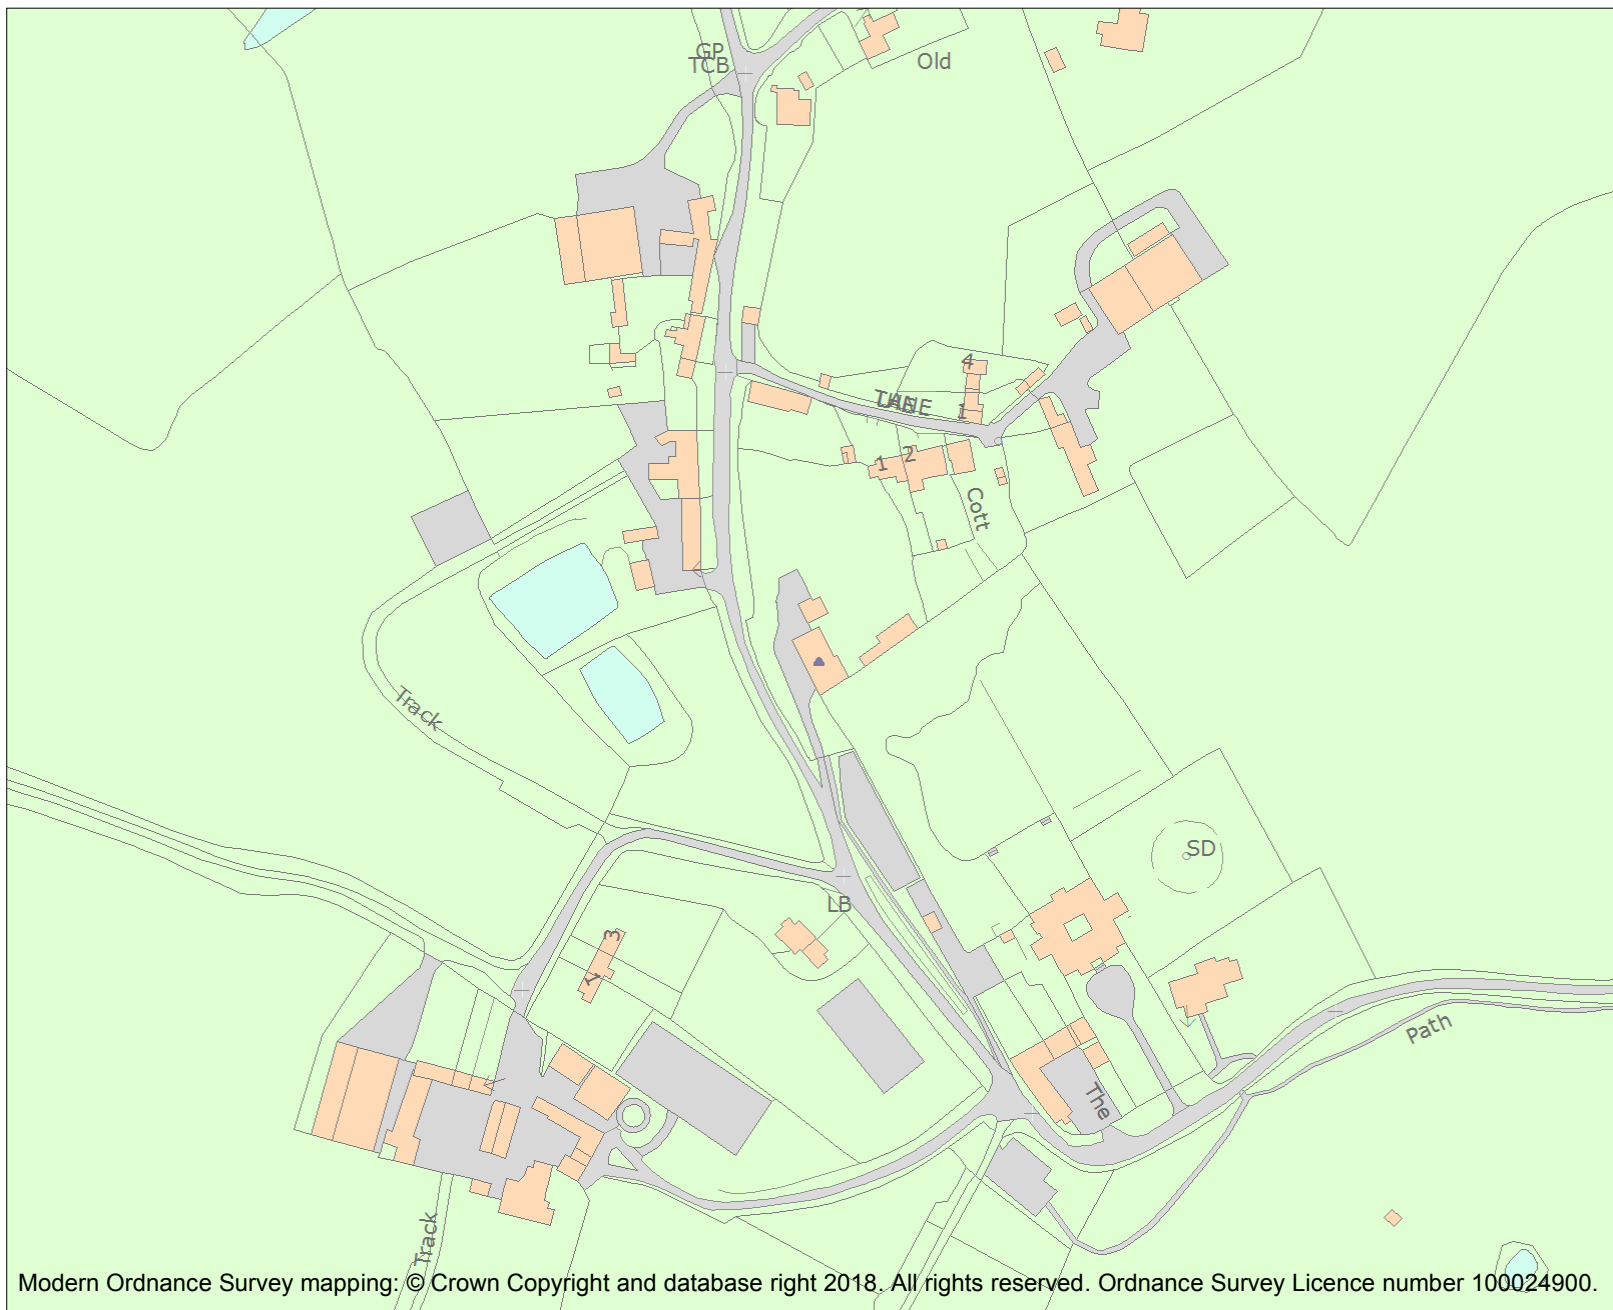 GP
TCB
Old
4
LANE
1
1 2
Cott
Track
SD
LB
3
1
Path
The
Track
Modern Ordnance Survey mapping: © Crown Copyright and database right 2018. All rights reserved. Ordnance Survey Licence number 100024900.